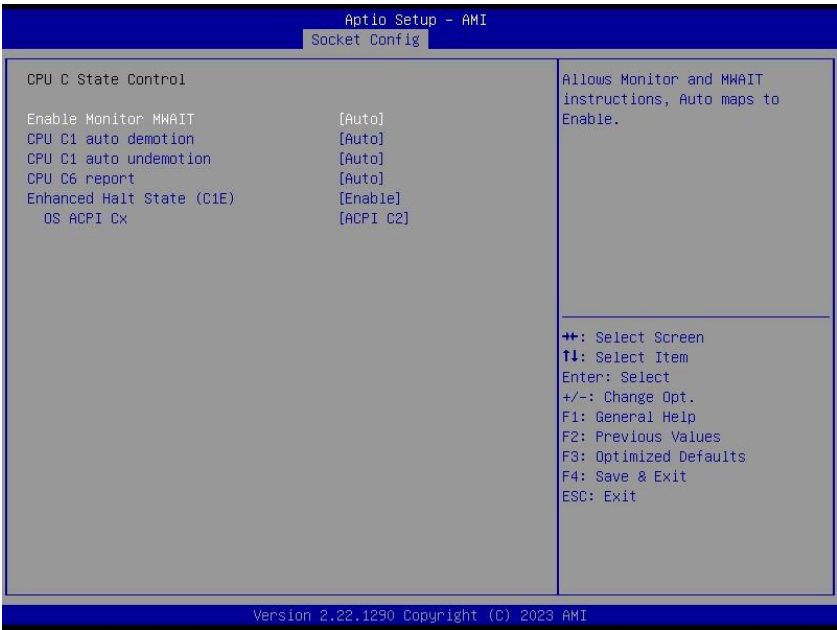 Aptio Setup - AMI
Socket Config
CPU C State Control
Enable Monitor MWAIT [Auto]
CPU C1 auto demotion [Auto]
CPU C1 auto undemotion [Auto]
CPU C6 report [Auto]
Enhanced Halt State (C1E) [Enable]
OS ACPI Cx [ACPI C2]
Allows Monitor and MWAIT
instructions, Auto maps to
Enable.
→←: Select Screen
↑↓: Select Item
Enter: Select
+/-: Change Opt.
F1: General Help
F2: Previous Values
F3: Optimized Defaults
F4: Save & Exit
ESC: Exit
Version 2.22.1290 Copyright (C) 2023 AMI